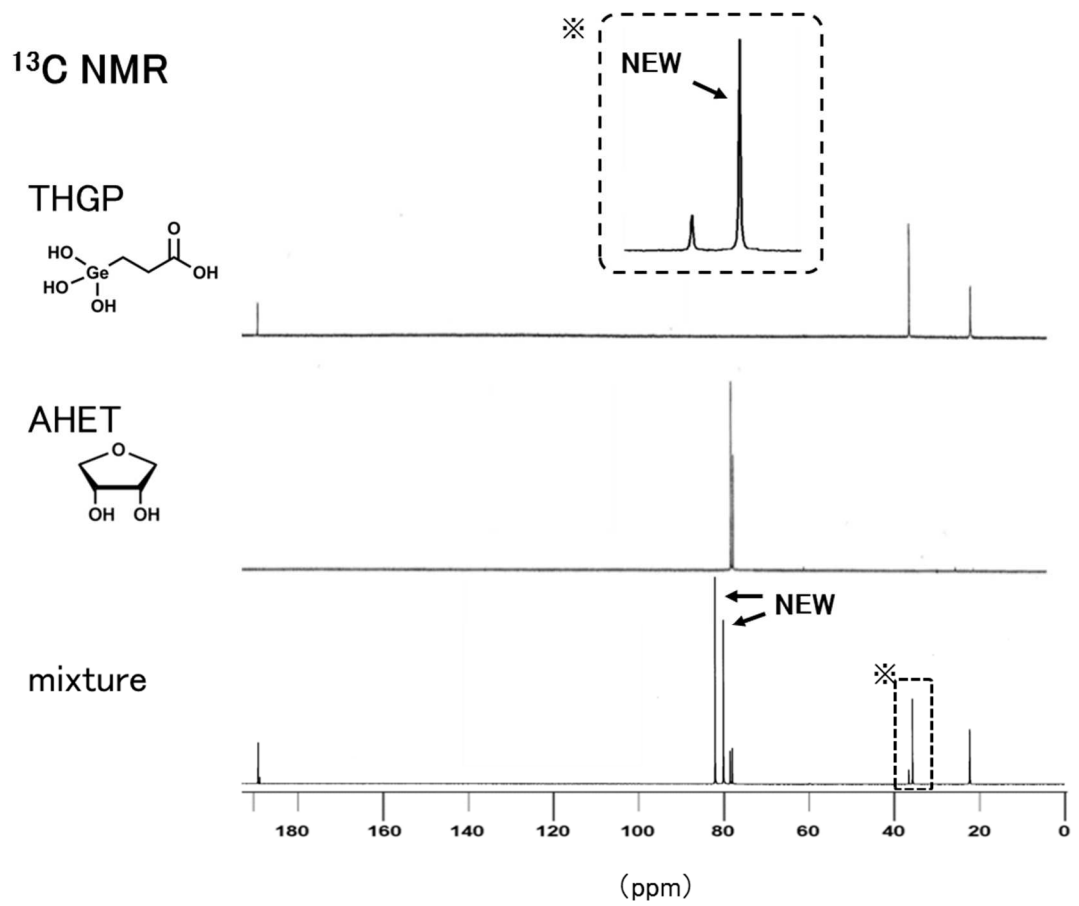 ※
NEW
¹³C NMR
THGP
O
HO
Ge
OH
HO
OH
AHET
O
OH OH
NEW
mixture
※
180 160 140 120 100 80 60 40 20 0
(ppm)